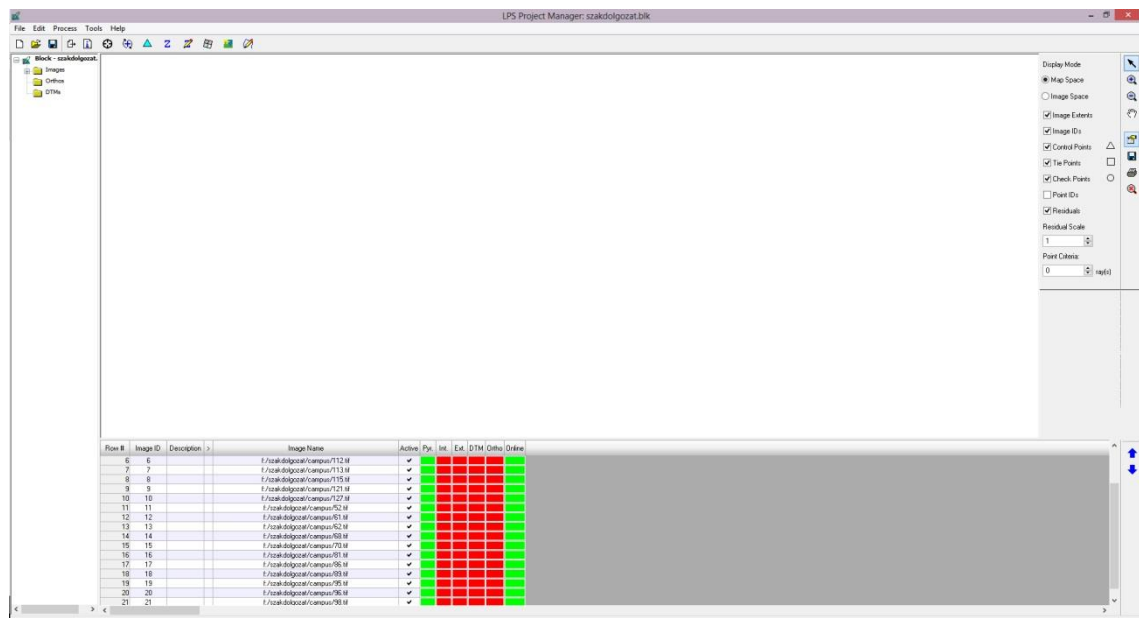 LPS Project Manager: szakdolgozat.blk
File Edit Process Tools Help
Z Z
Block - szakdolgozat.
Images
Orthos
DTMs
Display Mode
Map Space
Image Space
Image Extents
Image IDs
Control Points
Tie Points
Check Points
Point IDs
Residuals
Residual Scale
1
Point Criteria:
0 ray(s)
Row # Image ID Description > Image Name Active Pyr. Int. Ext. DTM Ortho Online
6 6 f:/szakdolgozat/campus/112.tif
7 7 f:/szakdolgozat/campus/113.tif
8 8 f:/szakdolgozat/campus/115.tif
9 9 f:/szakdolgozat/campus/121.tif
10 10 f:/szakdolgozat/campus/127.tif
11 11 f:/szakdolgozat/campus/52.tif
12 12 f:/szakdolgozat/campus/61.tif
13 13 f:/szakdolgozat/campus/62.tif
14 14 f:/szakdolgozat/campus/68.tif
15 15 f:/szakdolgozat/campus/70.tif
16 16 f:/szakdolgozat/campus/81.tif
17 17 f:/szakdolgozat/campus/86.tif
18 18 f:/szakdolgozat/campus/89.tif
19 19 f:/szakdolgozat/campus/95.tif
20 20 f:/szakdolgozat/campus/96.tif
21 21 f:/szakdolgozat/campus/98.tif